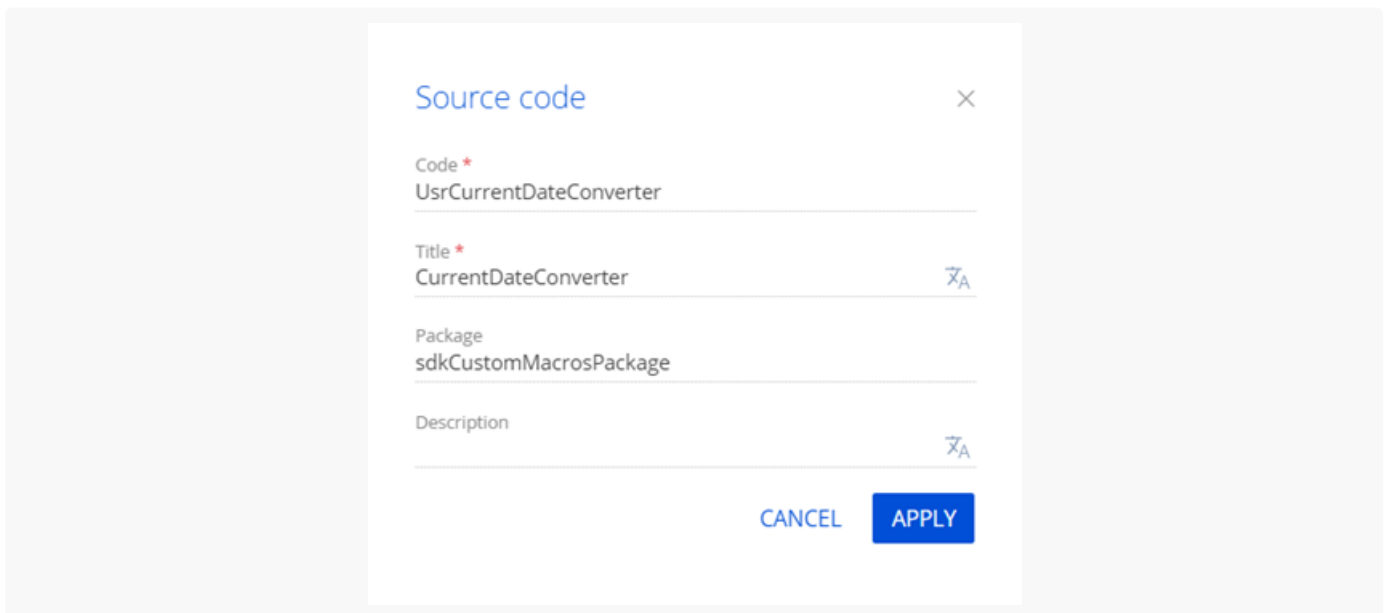 Source code
Code *
UsrCurrentDateConverter
Title *
CurrentDateConverter
Package
sdkCustomMacrosPackage
Description
CANCEL APPLY